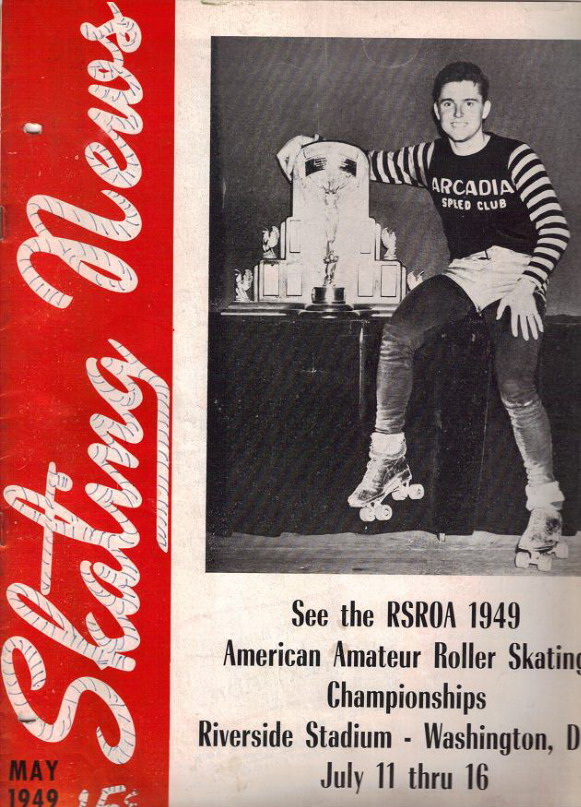 Skating News
MAY
1949
15¢
ARCADIA
SPEED CLUB
See the RSROA 1949
American Amateur Roller Skating
Championships
Riverside Stadium - Washington, D
July 11 thru 16